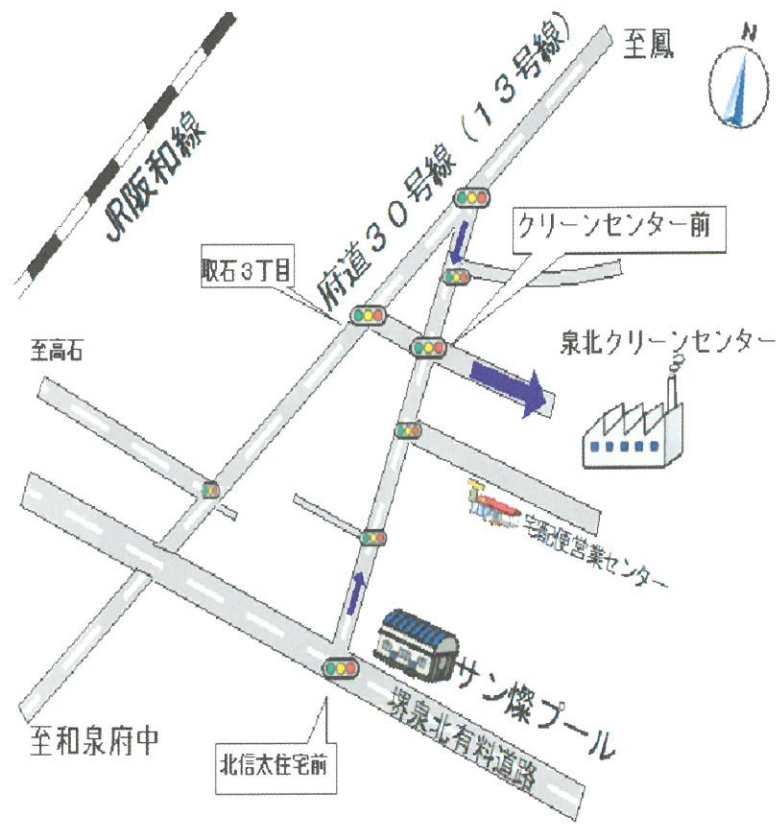 至鳳
N
JR阪和線
府道30号線(13号線)
クリーンセンター前
取石3丁目
至高石
泉北クリーンセンター
宅配便営業センター
サン燦プール
堺泉北有料道路
至和泉府中
北信太住宅前